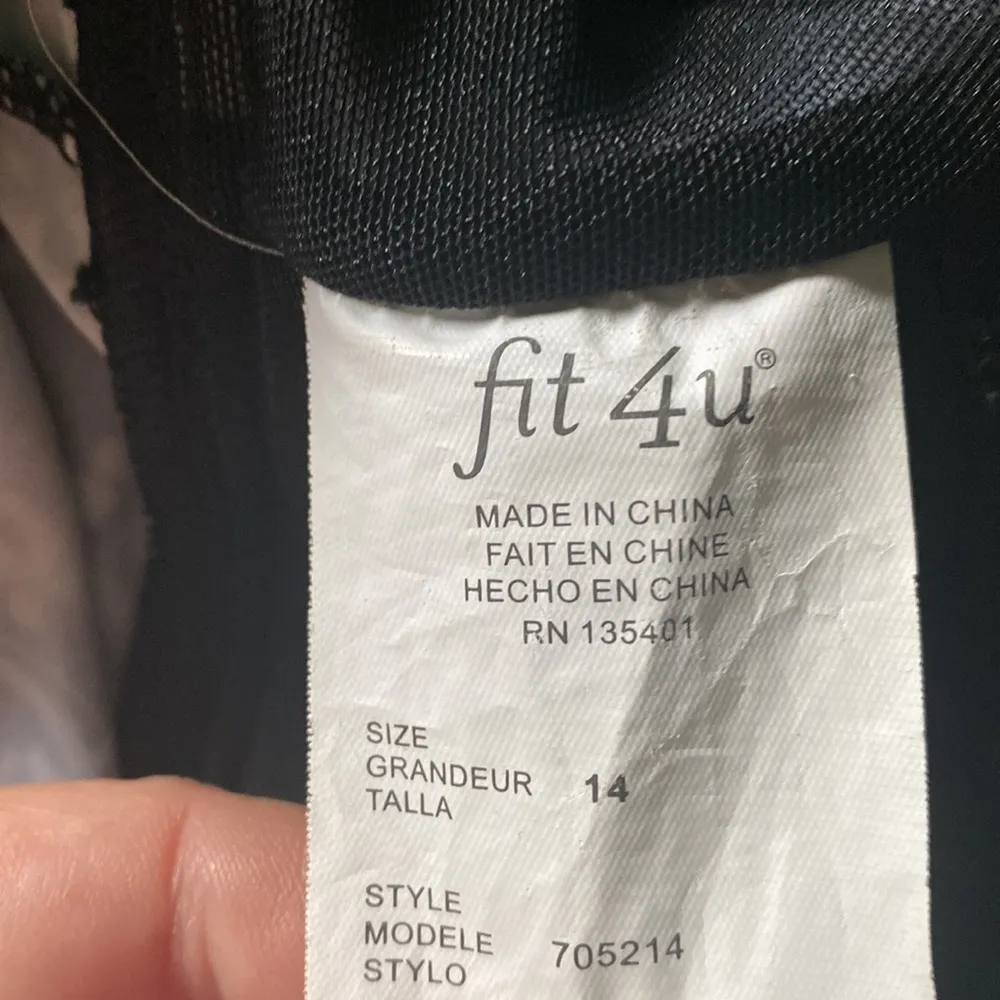 fit 4u®
MADE IN CHINA
FAIT EN CHINE
HECHO EN CHINA
RN 135401
SIZE
GRANDEUR 14
TALLA
STYLE
MODELE 705214
STYLO